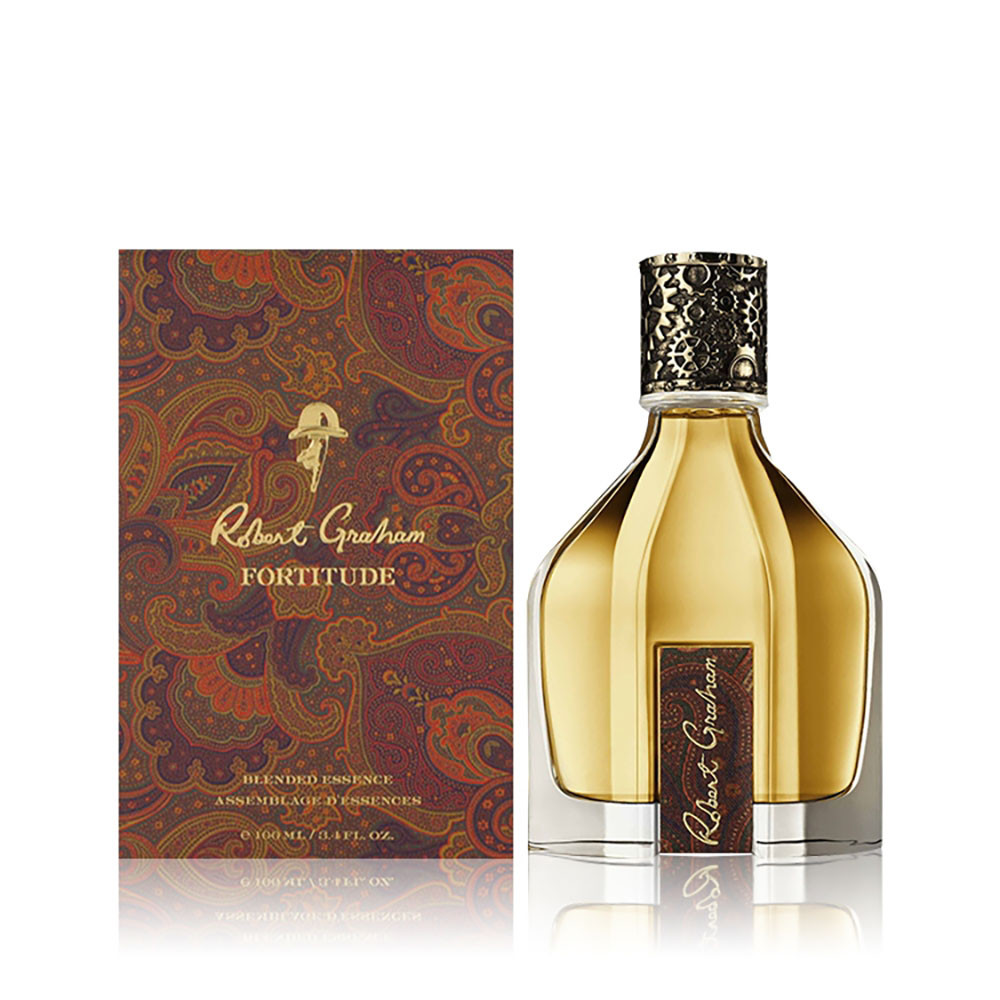 Robert Graham
FORTITUDE
BLENDED ESSENCE
ASSEMBLAGE D'ESSENCES
e 100 ML / 3.4 FL. OZ.
Robert Graham